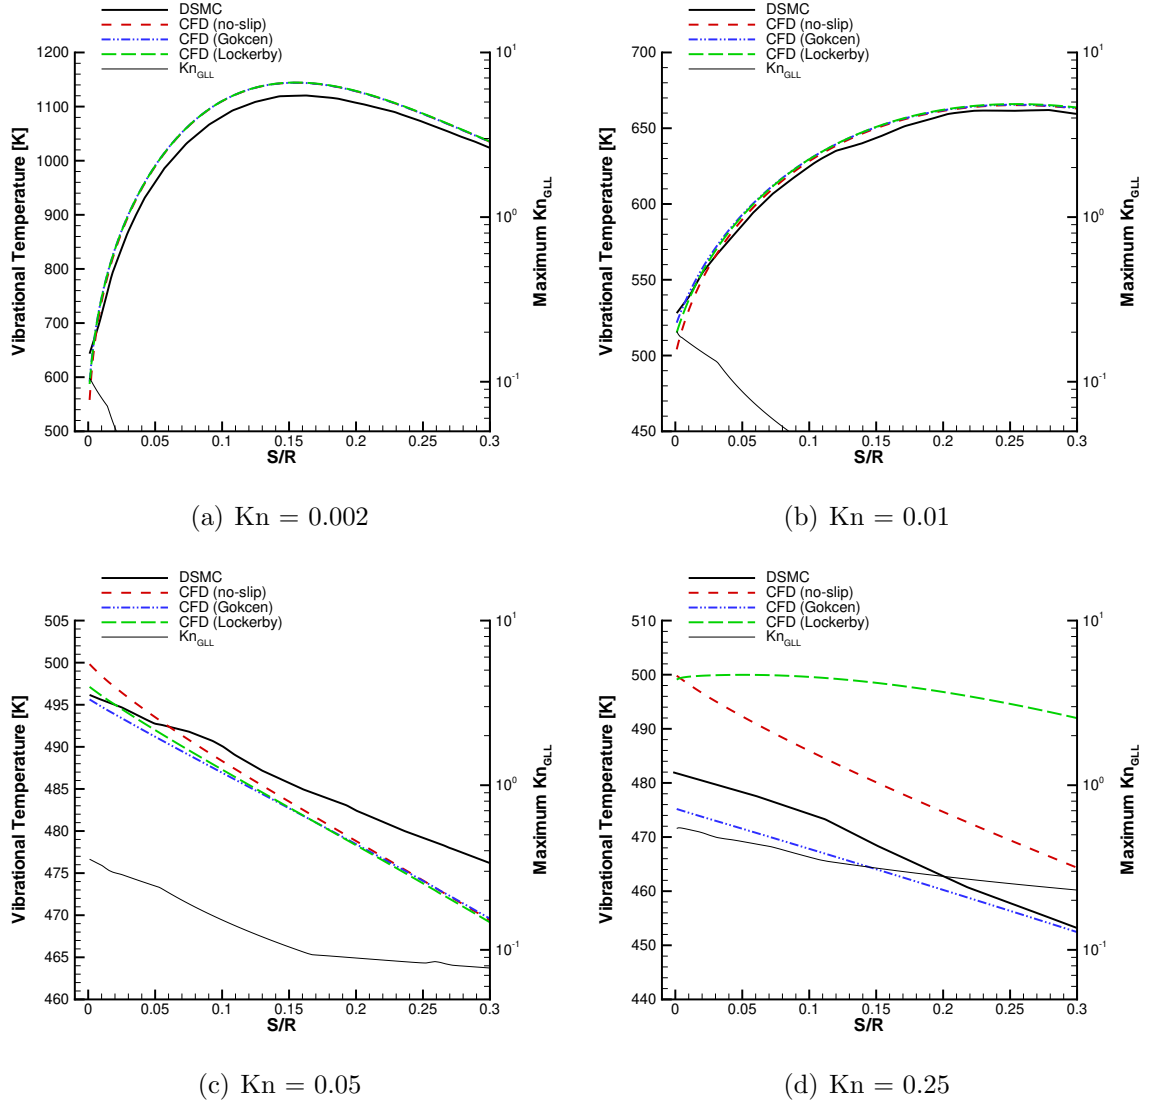 DSMC
CFD (no-slip)
CFD (Gokcen)
CFD (Lockerby)
Kn_GLL
1200
1100
1000
900
800
700
600
500
Vibrational Temperature [K]
10^1
10^0
10^-1
Maximum Kn_GLL
0 0.05 0.1 0.15 0.2 0.25 0.3
S/R
(a) Kn = 0.002
DSMC
CFD (no-slip)
CFD (Gokcen)
CFD (Lockerby)
Kn_GLL
700
650
600
550
500
450
Vibrational Temperature [K]
10^1
10^0
10^-1
Maximum Kn_GLL
0 0.05 0.1 0.15 0.2 0.25 0.3
S/R
(b) Kn = 0.01
DSMC
CFD (no-slip)
CFD (Gokcen)
CFD (Lockerby)
Kn_GLL
505
500
495
490
485
480
475
470
465
460
Vibrational Temperature [K]
10^1
10^0
10^-1
Maximum Kn_GLL
0 0.05 0.1 0.15 0.2 0.25 0.3
S/R
(c) Kn = 0.05
DSMC
CFD (no-slip)
CFD (Gokcen)
CFD (Lockerby)
Kn_GLL
510
500
490
480
470
460
450
440
Vibrational Temperature [K]
10^1
10^0
10^-1
Maximum Kn_GLL
0 0.05 0.1 0.15 0.2 0.25 0.3
S/R
(d) Kn = 0.25